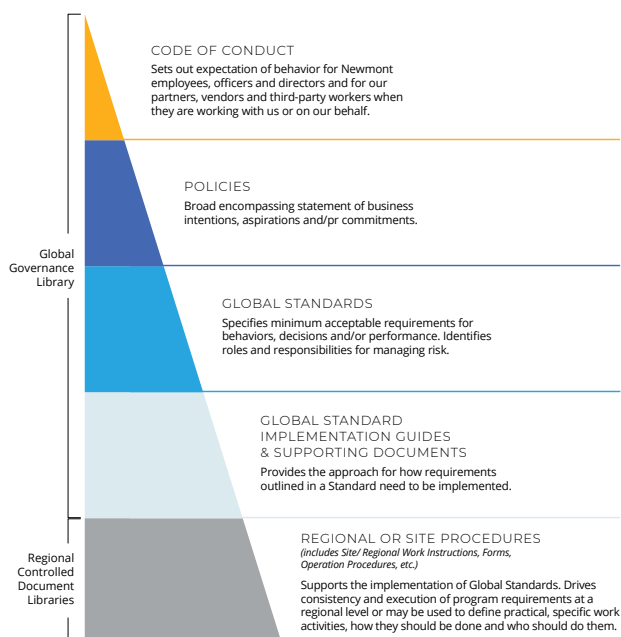 CODE OF CONDUCT
Sets out expectation of behavior for Newmont
employees, officers and directors and for our
partners, vendors and third-party workers when
they are working with us or on our behalf.
POLICIES
Broad encompassing statement of business
intentions, aspirations and/pr commitments.
Global
Governance
Library
GLOBAL STANDARDS
Specifies minimum acceptable requirements for
behaviors, decisions and/or performance. Identifies
roles and responsibilities for managing risk.
GLOBAL STANDARD
IMPLEMENTATION GUIDES
& SUPPORTING DOCUMENTS
Provides the approach for how requirements
outlined in a Standard need to be implemented.
Regional
Controlled
Document
Libraries
REGIONAL OR SITE PROCEDURES
(includes Site/ Regional Work Instructions, Forms,
Operation Procedures, etc.)
Supports the implementation of Global Standards. Drives
consistency and execution of program requirements at a
regional level or may be used to define practical, specific work
activities, how they should be done and who should do them.